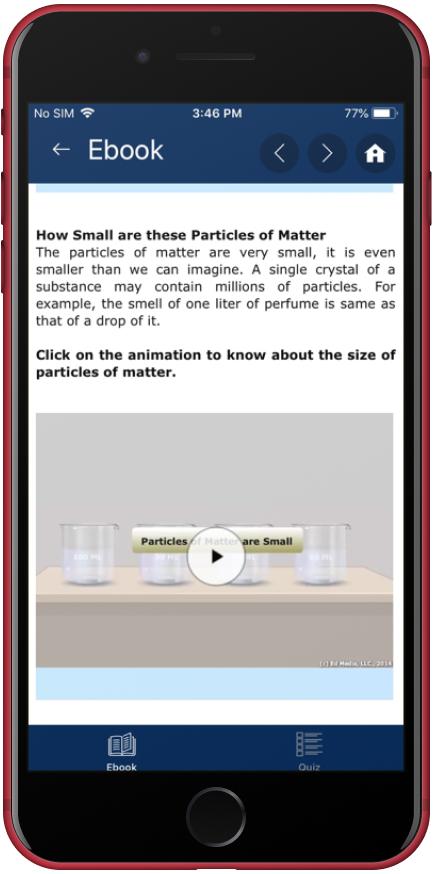 No SIM 3:46 PM 77%
← Ebook
How Small are these Particles of Matter
The particles of matter are very small, it is even
smaller than we can imagine. A single crystal of a
substance may contain millions of particles. For
example, the smell of one liter of perfume is same as
that of a drop of it.
Click on the animation to know about the size of
particles of matter.
100 ML
Particles of Matter are Small
(c) Ed Media, LLC., 2014
Ebook Quiz